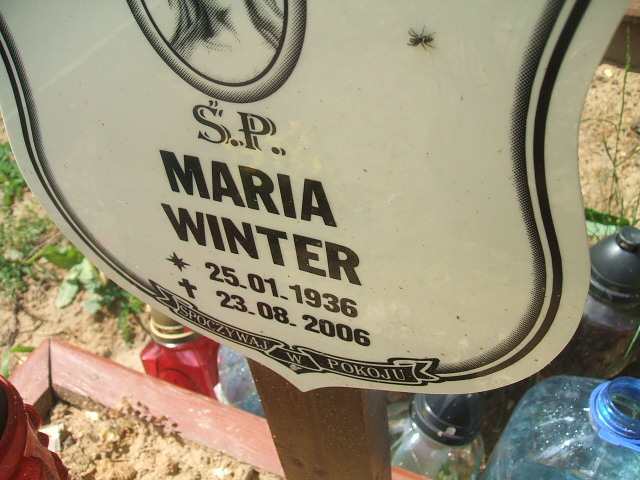 Ś.P.
MARIA
WINTER
* 25.01.1936
✝ 23.08.2006
SPOCZYWAJ W POKOJU